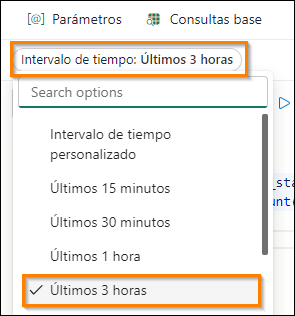 [@] Parámetros Consultas base
Intervalo de tiempo: Últimos 3 horas
Search options
Intervalo de tiempo
personalizado
Últimos 15 minutos
Últimos 30 minutos
Últimos 1 hora
Últimos 3 horas